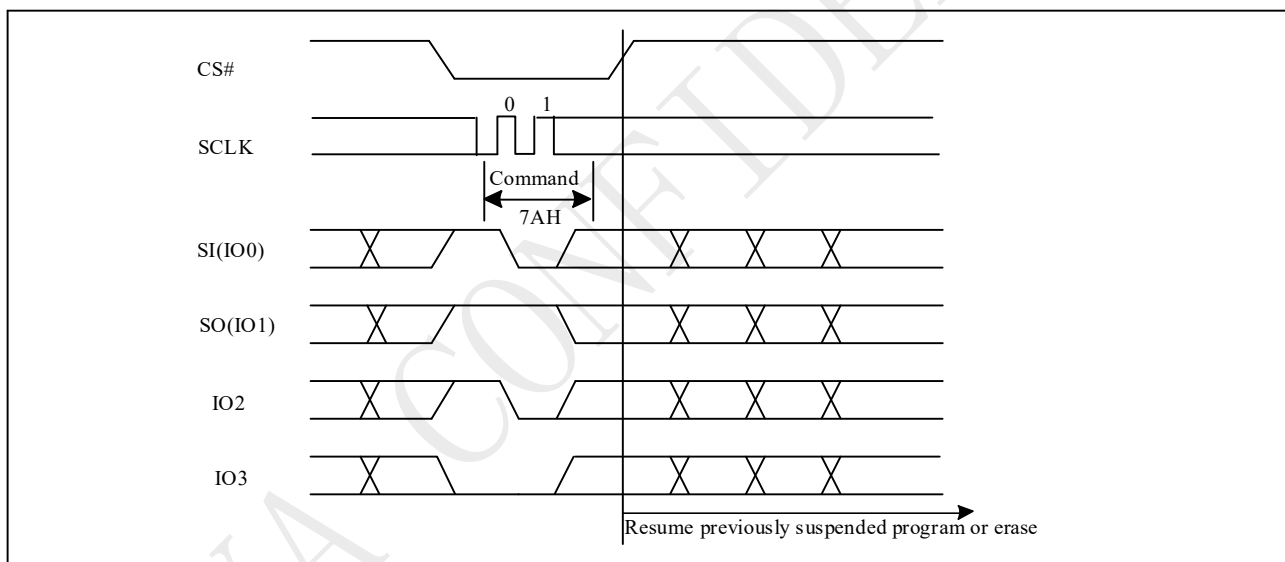 CS#
0 1
SCLK
Command
7AH
SI(IO0)
SO(IO1)
IO2
IO3
Resume previously suspended program or erase